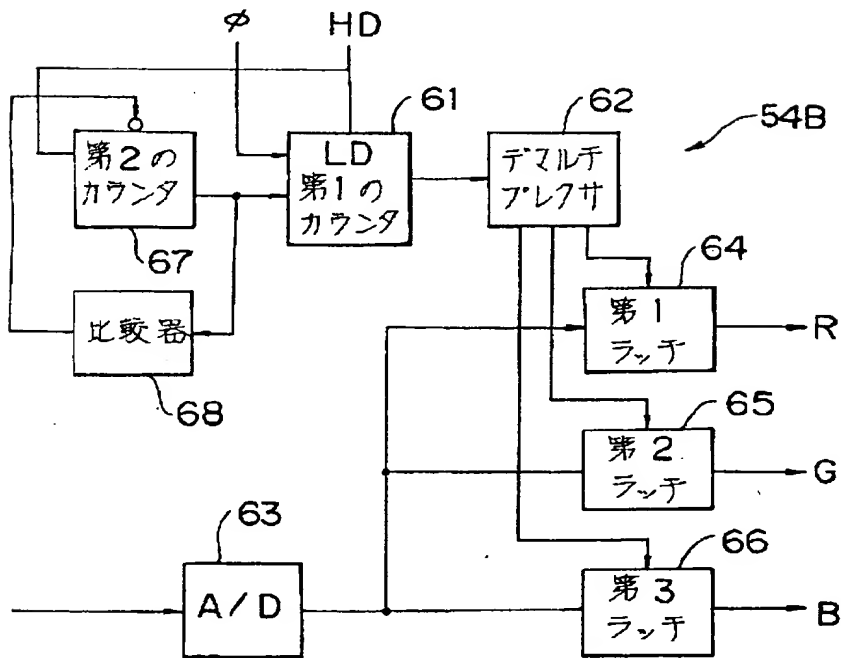 φ
HD
61
62
54B
第2の
カウンタ
67
LD
第1の
カウンタ
デマルチ
プレクサ
64
第1
ラッチ
R
比較器
68
65
第2
ラッチ
G
63
A/D
66
第3
ラッチ
B